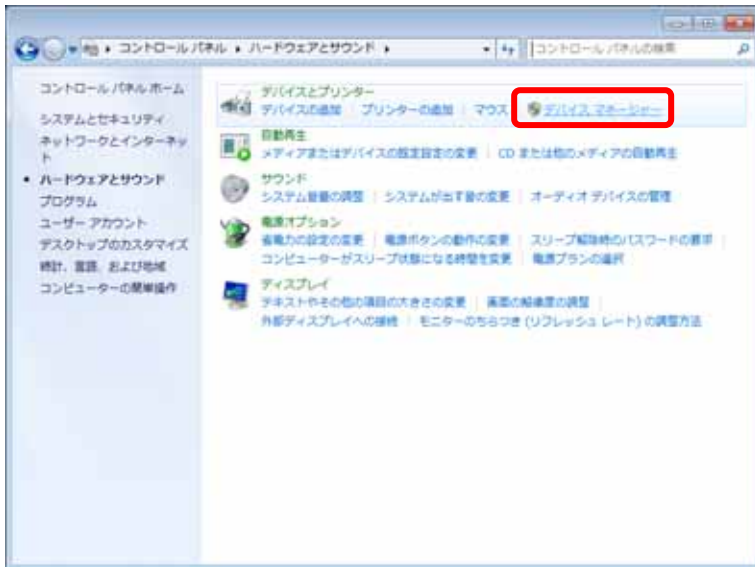 コントロール パネル ハードウェアとサウンド コントロール パネルの検索
コントロール パネル ホーム
システムとセキュリティ
ネットワークとインターネッ
ト
ハードウェアとサウンド
プログラム
ユーザー アカウント
デスクトップのカスタマイズ
時計、言語、および地域
コンピューターの簡単操作
デバイスとプリンター
デバイスの追加 プリンターの追加 マウス デバイス マネージャー
自動再生
メディアまたはデバイスの既定設定の変更 CD または他のメディアの自動再生
サウンド
システム音量の調整 システムが出す音の変更 オーディオ デバイスの管理
電源オプション
省電力の設定の変更 電源ボタンの動作の変更 スリープ解除時のパスワードの要求
コンピューターがスリープ状態になる時間を変更 電源プランの選択
ディスプレイ
テキストやその他の項目の大きさの変更 画面の解像度の調整
外部ディスプレイへの接続 モニターのちらつき (リフレッシュ レート) の調整方法